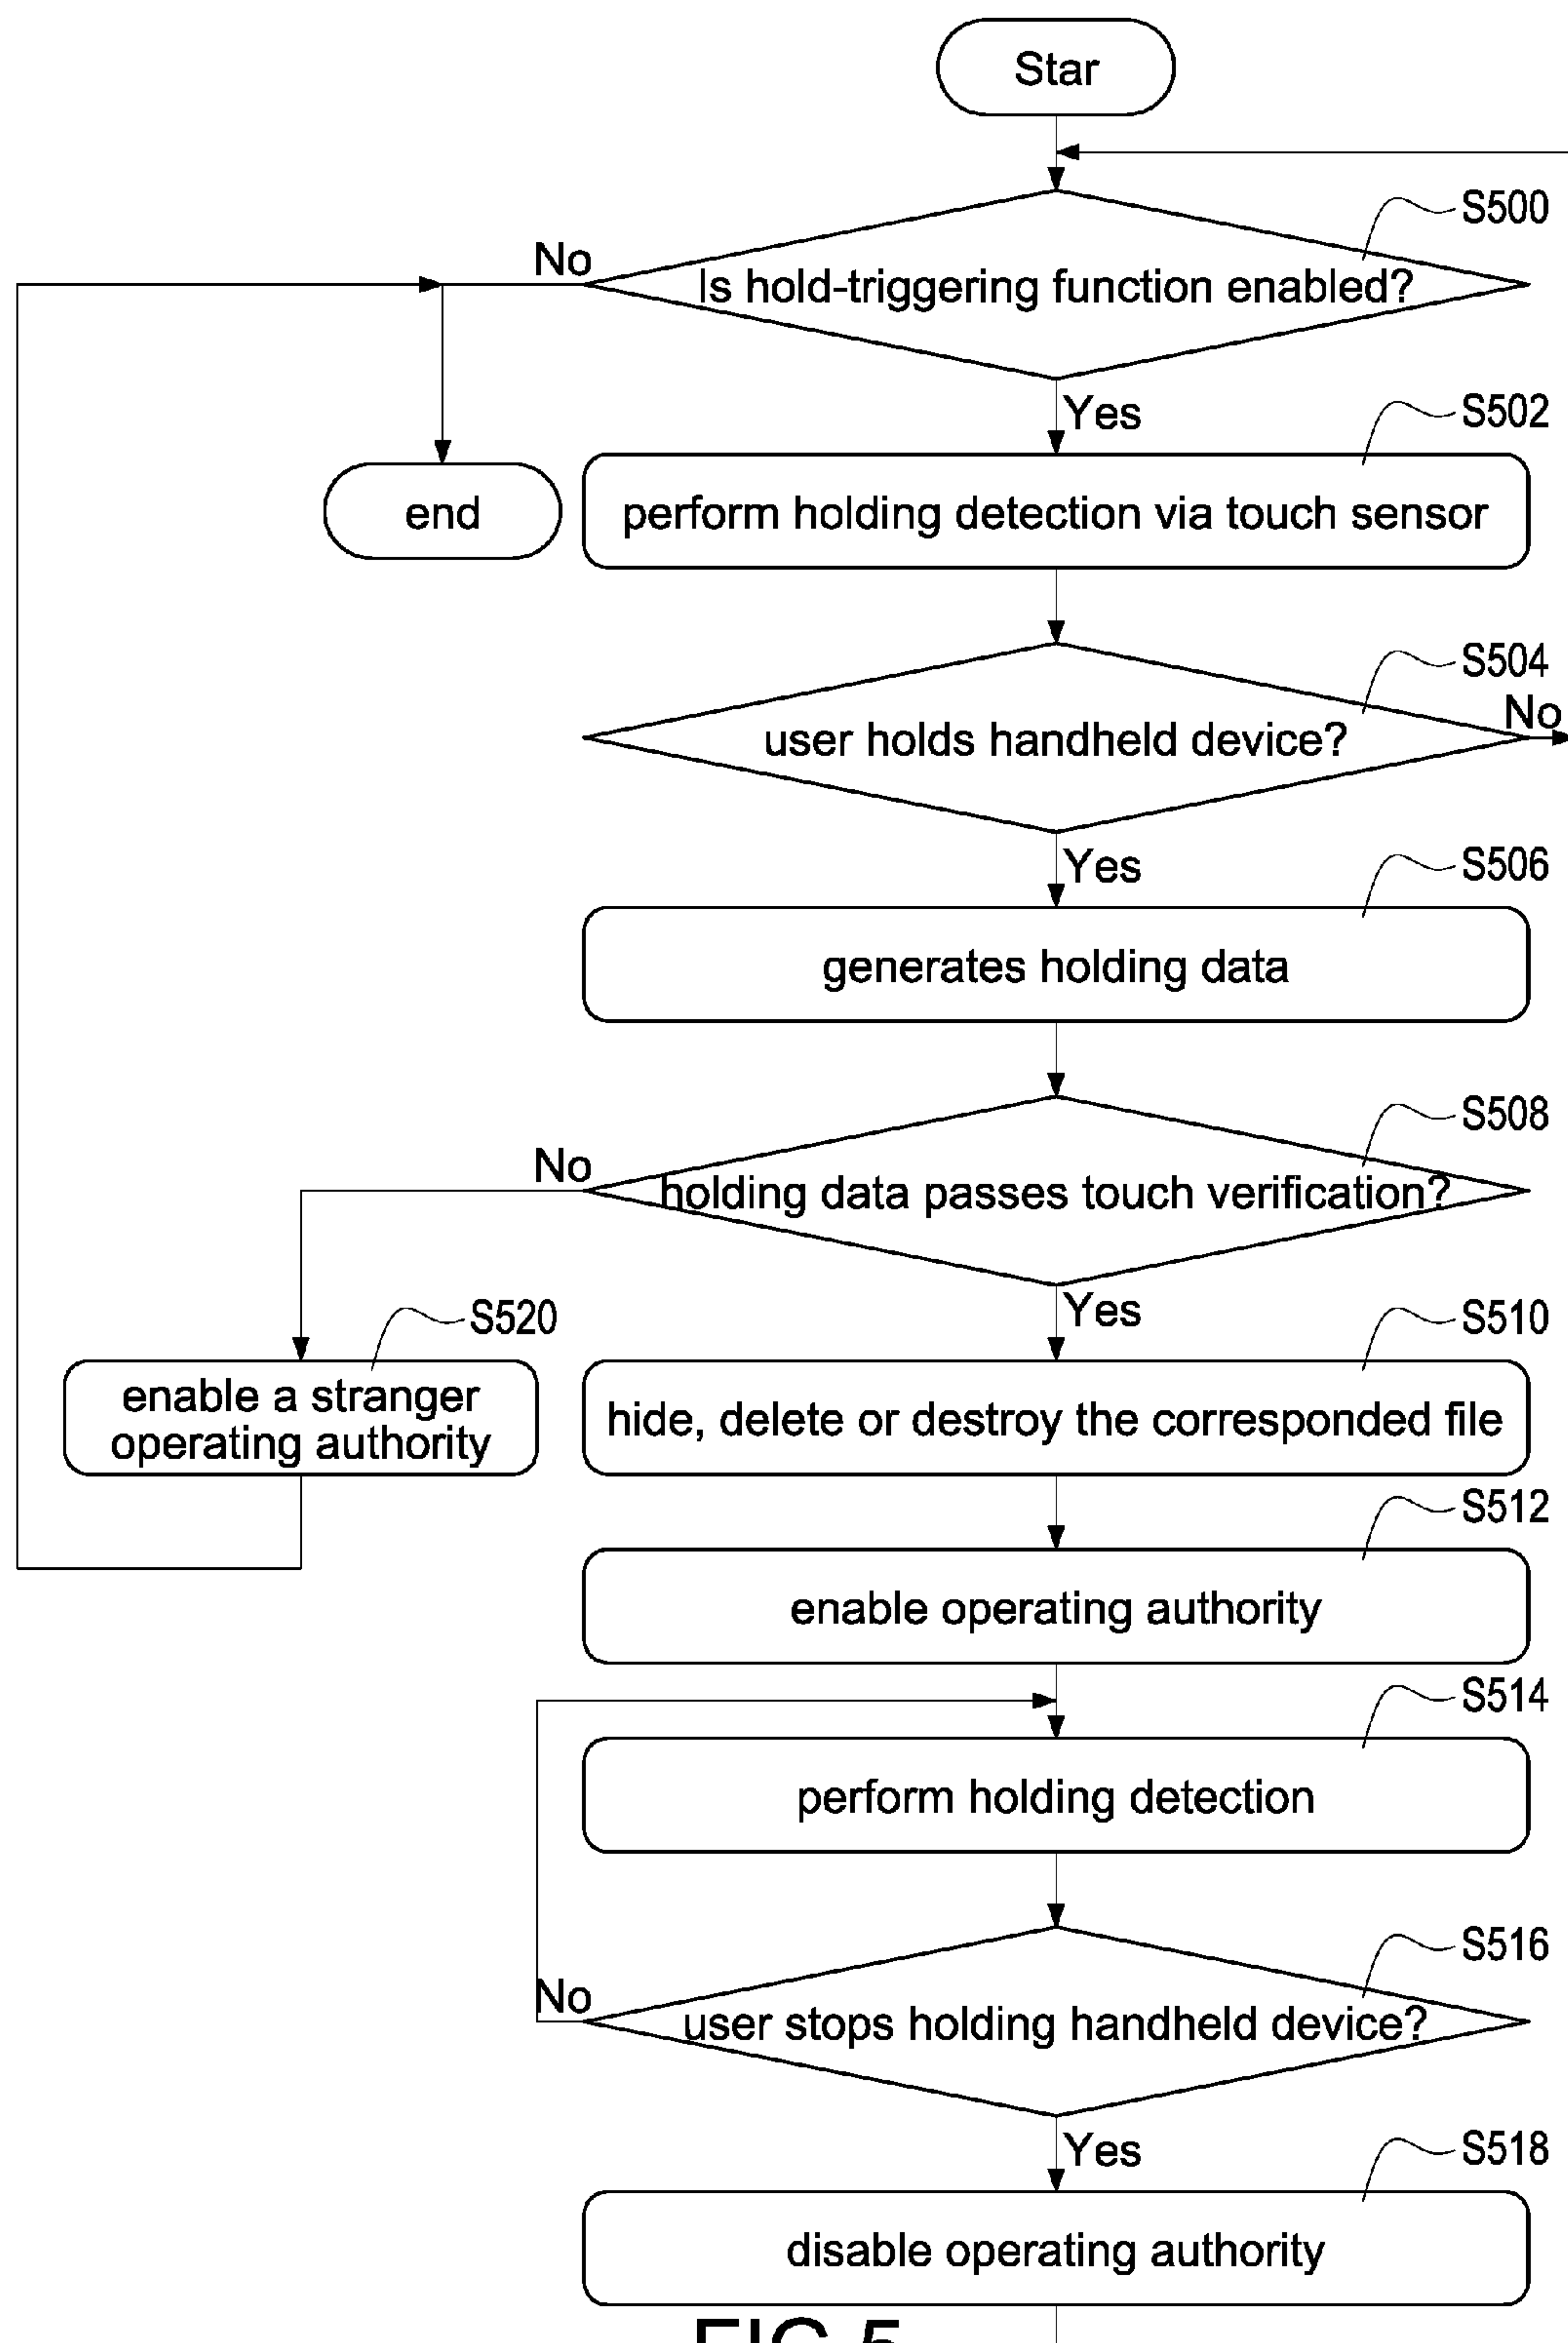 Star
S500
No
Is hold-triggering function enabled?
Yes
S502
end
perform holding detection via touch sensor
S504
No
user holds handheld device?
Yes
S506
generates holding data
S508
No
holding data passes touch verification?
Yes
S520
S510
enable a stranger
operating authority
hide, delete or destroy the corresponded file
S512
enable operating authority
S514
perform holding detection
S516
No
user stops holding handheld device?
Yes
S518
disable operating authority
FIG.5